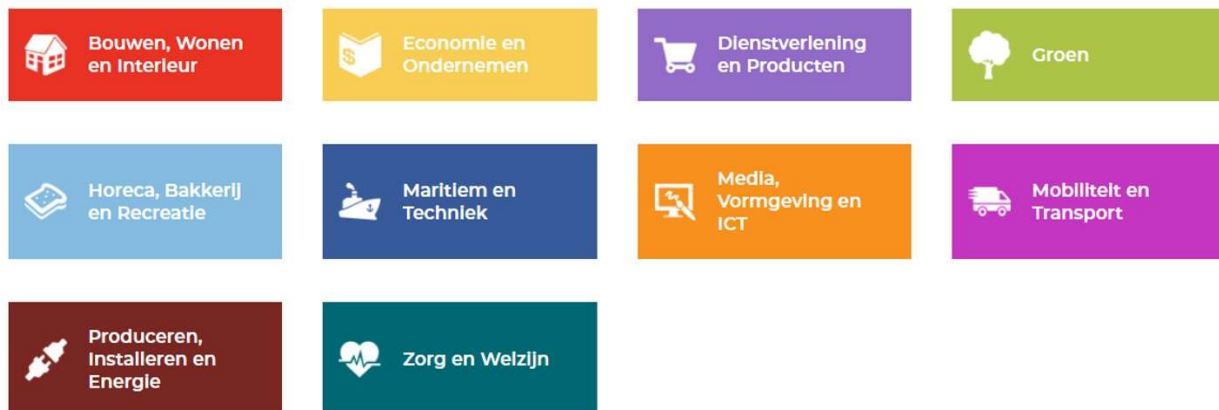 Bouwen, Wonen
en Interieur
Economie en
Ondernemen
Dienstverlening
en Producten
Groen
Horeca, Bakkerij
en Recreatie
Maritiem en
Techniek
Media,
Vormgeving en
ICT
Mobiliteit en
Transport
Produceren,
Installeren en
Energie
Zorg en Welzijn